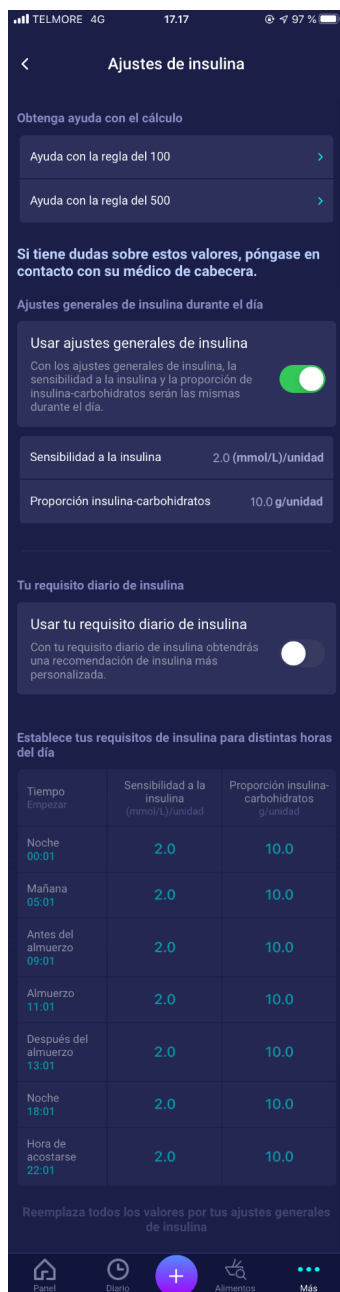 TELMORE 4G 17.17 97 %
Ajustes de insulina
Obtenga ayuda con el cálculo
Ayuda con la regla del 100
Ayuda con la regla del 500
Si tiene dudas sobre estos valores, póngase en
contacto con su médico de cabecera.
Ajustes generales de insulina durante el día
Usar ajustes generales de insulina
Con los ajustes generales de insulina, la
sensibilidad a la insulina y la proporción de
insulina-carbohidratos serán las mismas
durante el día.
Sensibilidad a la insulina 2.0 (mmol/L)/unidad
Proporción insulina-carbohidratos 10.0 g/unidad
Tu requisito diario de insulina
Usar tu requisito diario de insulina
Con tu requisito diario de insulina obtendrás
una recomendación de insulina más
personalizada.
Establece tus requisitos de insulina para distintas horas
del día
Tiempo
Empezar
Sensibilidad a la
insulina
(mmol/L)/unidad
Proporción insulina-
carbohidratos
g/unidad
Noche
00:01
2.0
10.0
Mañana
05:01
2.0
10.0
Antes del
almuerzo
09:01
2.0
10.0
Almuerzo
11:01
2.0
10.0
Después del
almuerzo
13:01
2.0
10.0
Noche
18:01
2.0
10.0
Hora de
acostarse
22:01
2.0
10.0
Reemplaza todos los valores por tus ajustes generales
de insulina
Panel Diario Alimentos Más